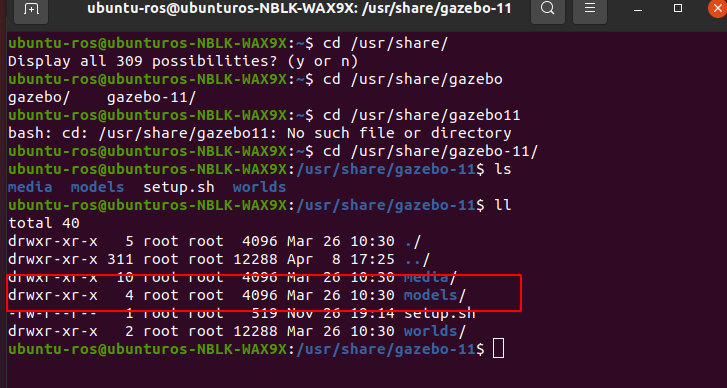 ubuntu-ros@ubunturos-NBLK-WAX9X: /usr/share/gazebo-11
ubuntu-ros@ubunturos-NBLK-WAX9X:~$ cd /usr/share/
Display all 309 possibilities? (y or n)
ubuntu-ros@ubunturos-NBLK-WAX9X:~$ cd /usr/share/gazebo
gazebo/    gazebo-11/
ubuntu-ros@ubunturos-NBLK-WAX9X:~$ cd /usr/share/gazebo11
bash: cd: /usr/share/gazebo11: No such file or directory
ubuntu-ros@ubunturos-NBLK-WAX9X:~$ cd /usr/share/gazebo-11/
ubuntu-ros@ubunturos-NBLK-WAX9X:/usr/share/gazebo-11$ ls
media  models  setup.sh  worlds
ubuntu-ros@ubunturos-NBLK-WAX9X:/usr/share/gazebo-11$ ll
total 40
drwxr-xr-x   5 root root  4096 Mar 26 10:30 ./
drwxr-xr-x 311 root root 12288 Apr  8 17:25 ../
drwxr-xr-x  10 root root  4096 Mar 26 10:30 media/
drwxr-xr-x   4 root root  4096 Mar 26 10:30 models/
-rw-r--r--   1 root root   519 Nov 26 19:14 setup.sh
drwxr-xr-x   2 root root 12288 Mar 26 10:30 worlds/
ubuntu-ros@ubunturos-NBLK-WAX9X:/usr/share/gazebo-11$